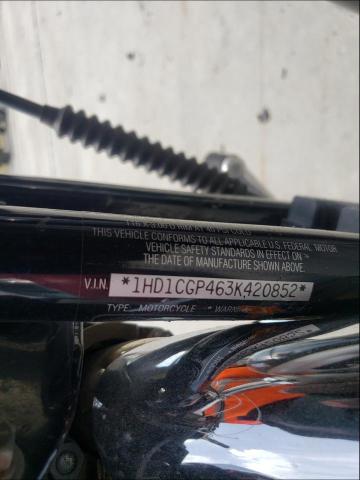 THIS VEHICLE CONFORMS TO ALL APPLICABLE U.S. FEDERAL MOTOR
VEHICLE SAFETY STANDARDS IN EFFECT ON
THE DATE OF MANUFACTURE SHOWN ABOVE.
V.I.N. *1HD1CGP463K420852*
TYPE: MOTORCYCLE *WARNING